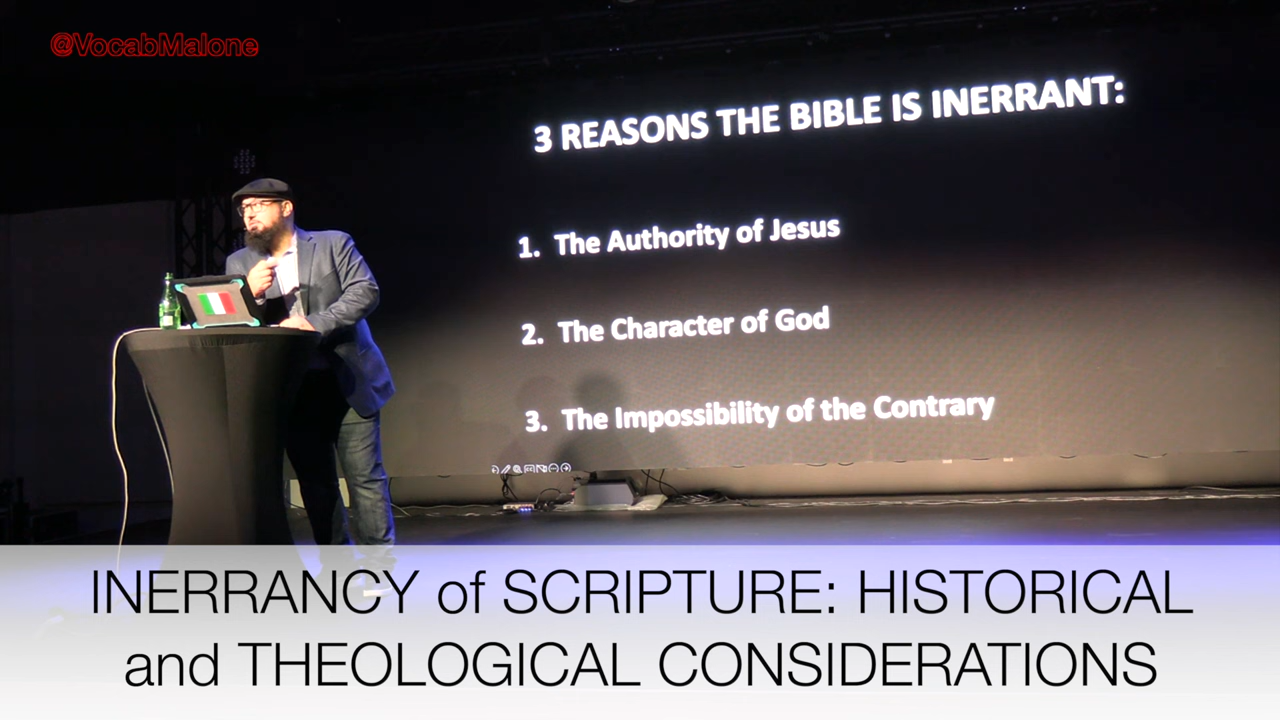 @VocabMalone
3 REASONS THE BIBLE IS INERRANT:
1. The Authority of Jesus
2. The Character of God
3. The Impossibility of the Contrary
INERRANCY of SCRIPTURE: HISTORICAL
and THEOLOGICAL CONSIDERATIONS